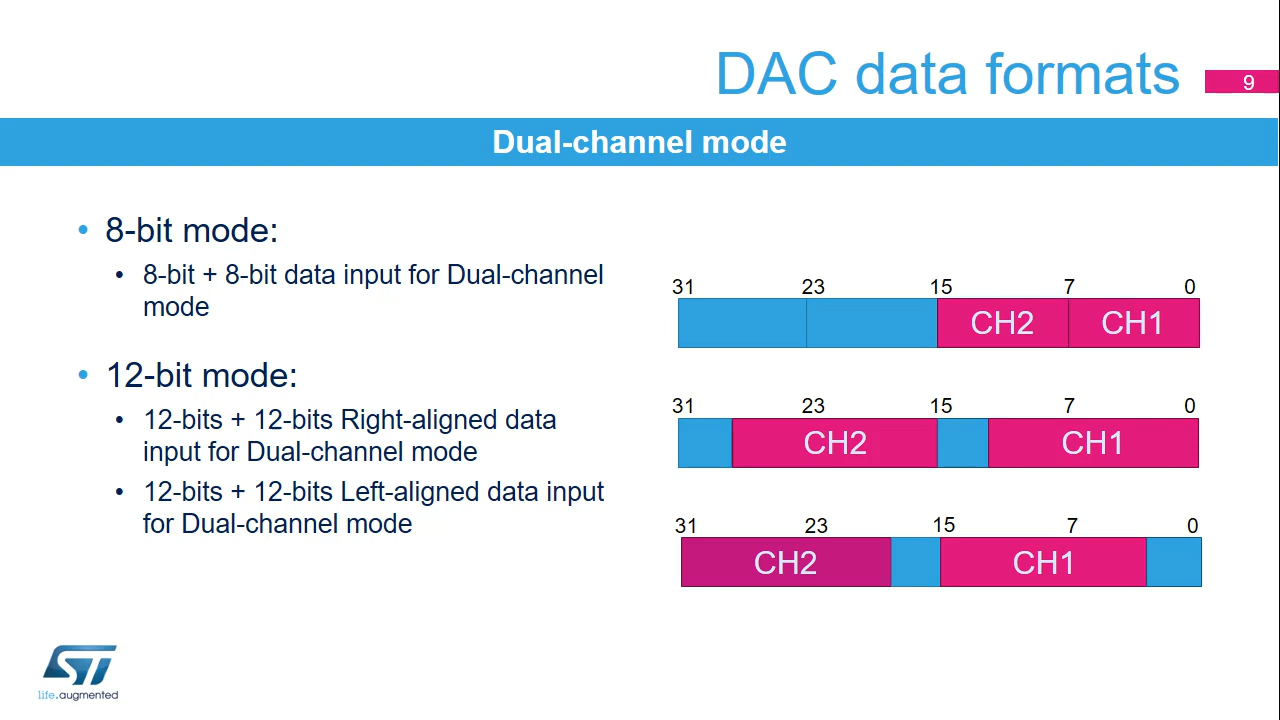 DAC data formats
9
Dual-channel mode
• 8-bit mode:
• 8-bit + 8-bit data input for Dual-channel
mode
• 12-bit mode:
• 12-bits + 12-bits Right-aligned data
input for Dual-channel mode
• 12-bits + 12-bits Left-aligned data input
for Dual-channel mode
31 23 15 7 0
CH2 CH1
31 23 15 7 0
CH2 CH1
31 23 15 7 0
CH2 CH1
ST
life.augmented